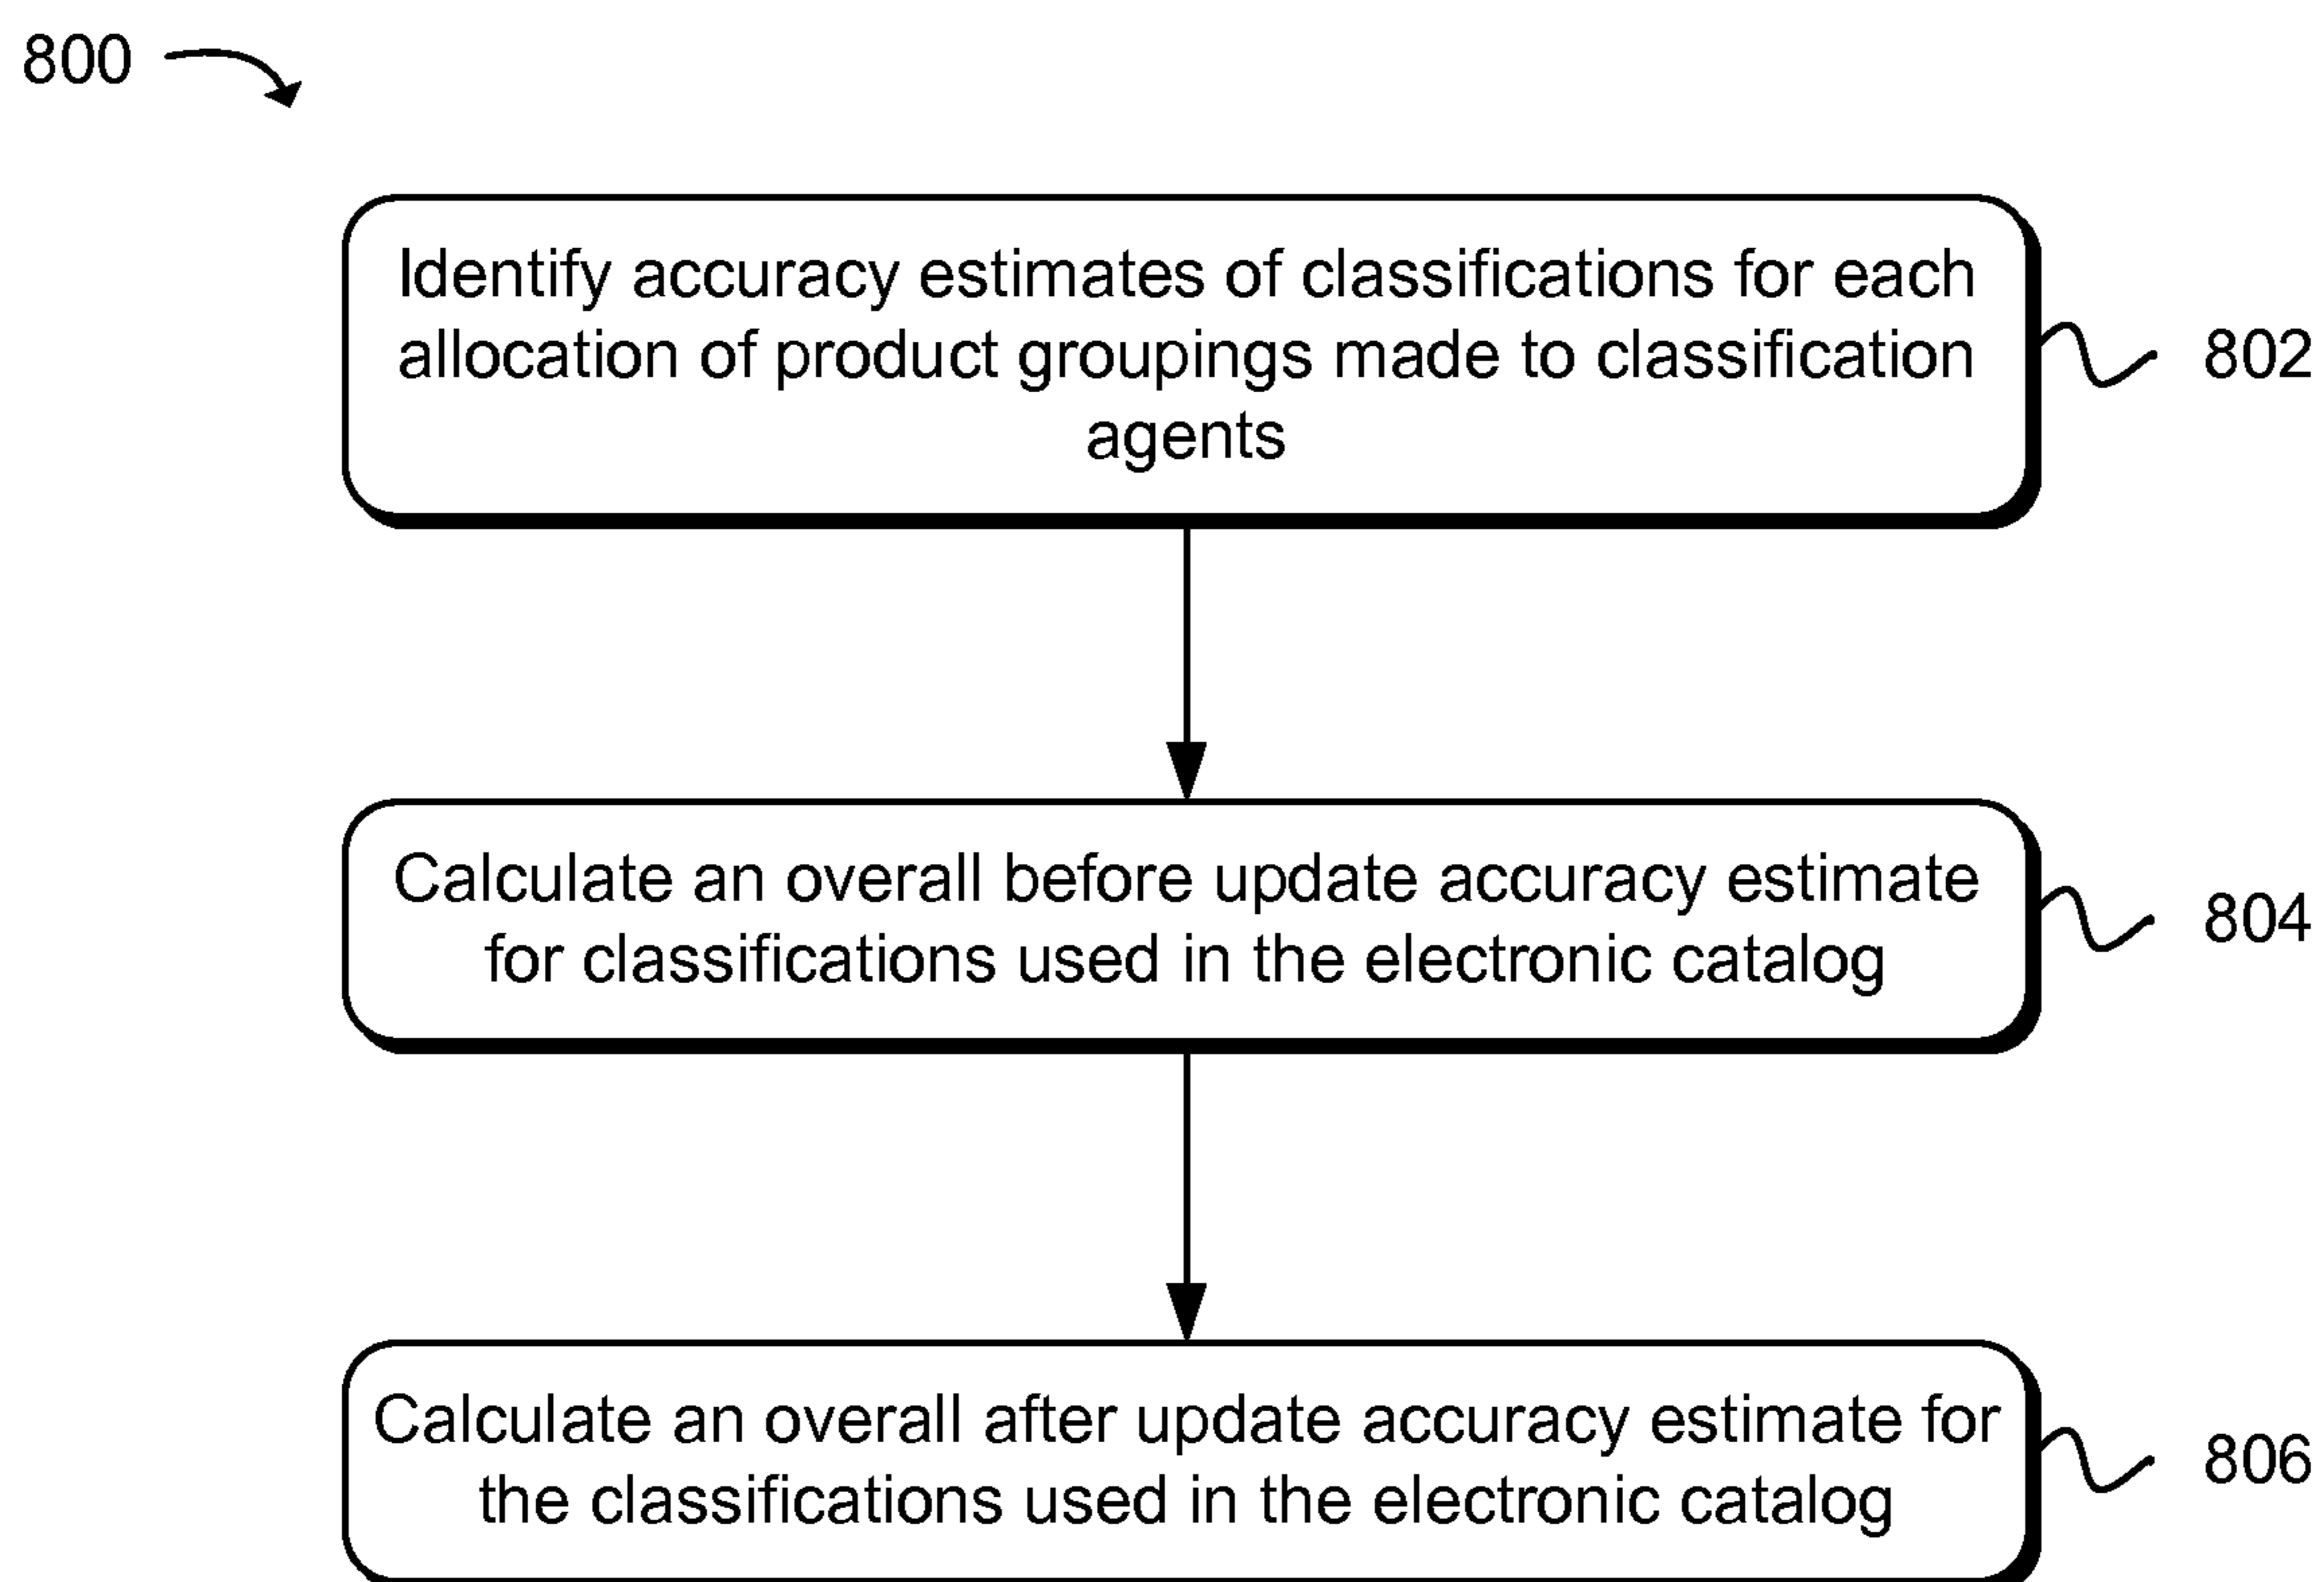 800
Identify accuracy estimates of classifications for each
allocation of product groupings made to classification
agents
802
Calculate an overall before update accuracy estimate
for classifications used in the electronic catalog
804
Calculate an overall after update accuracy estimate for
the classifications used in the electronic catalog
806